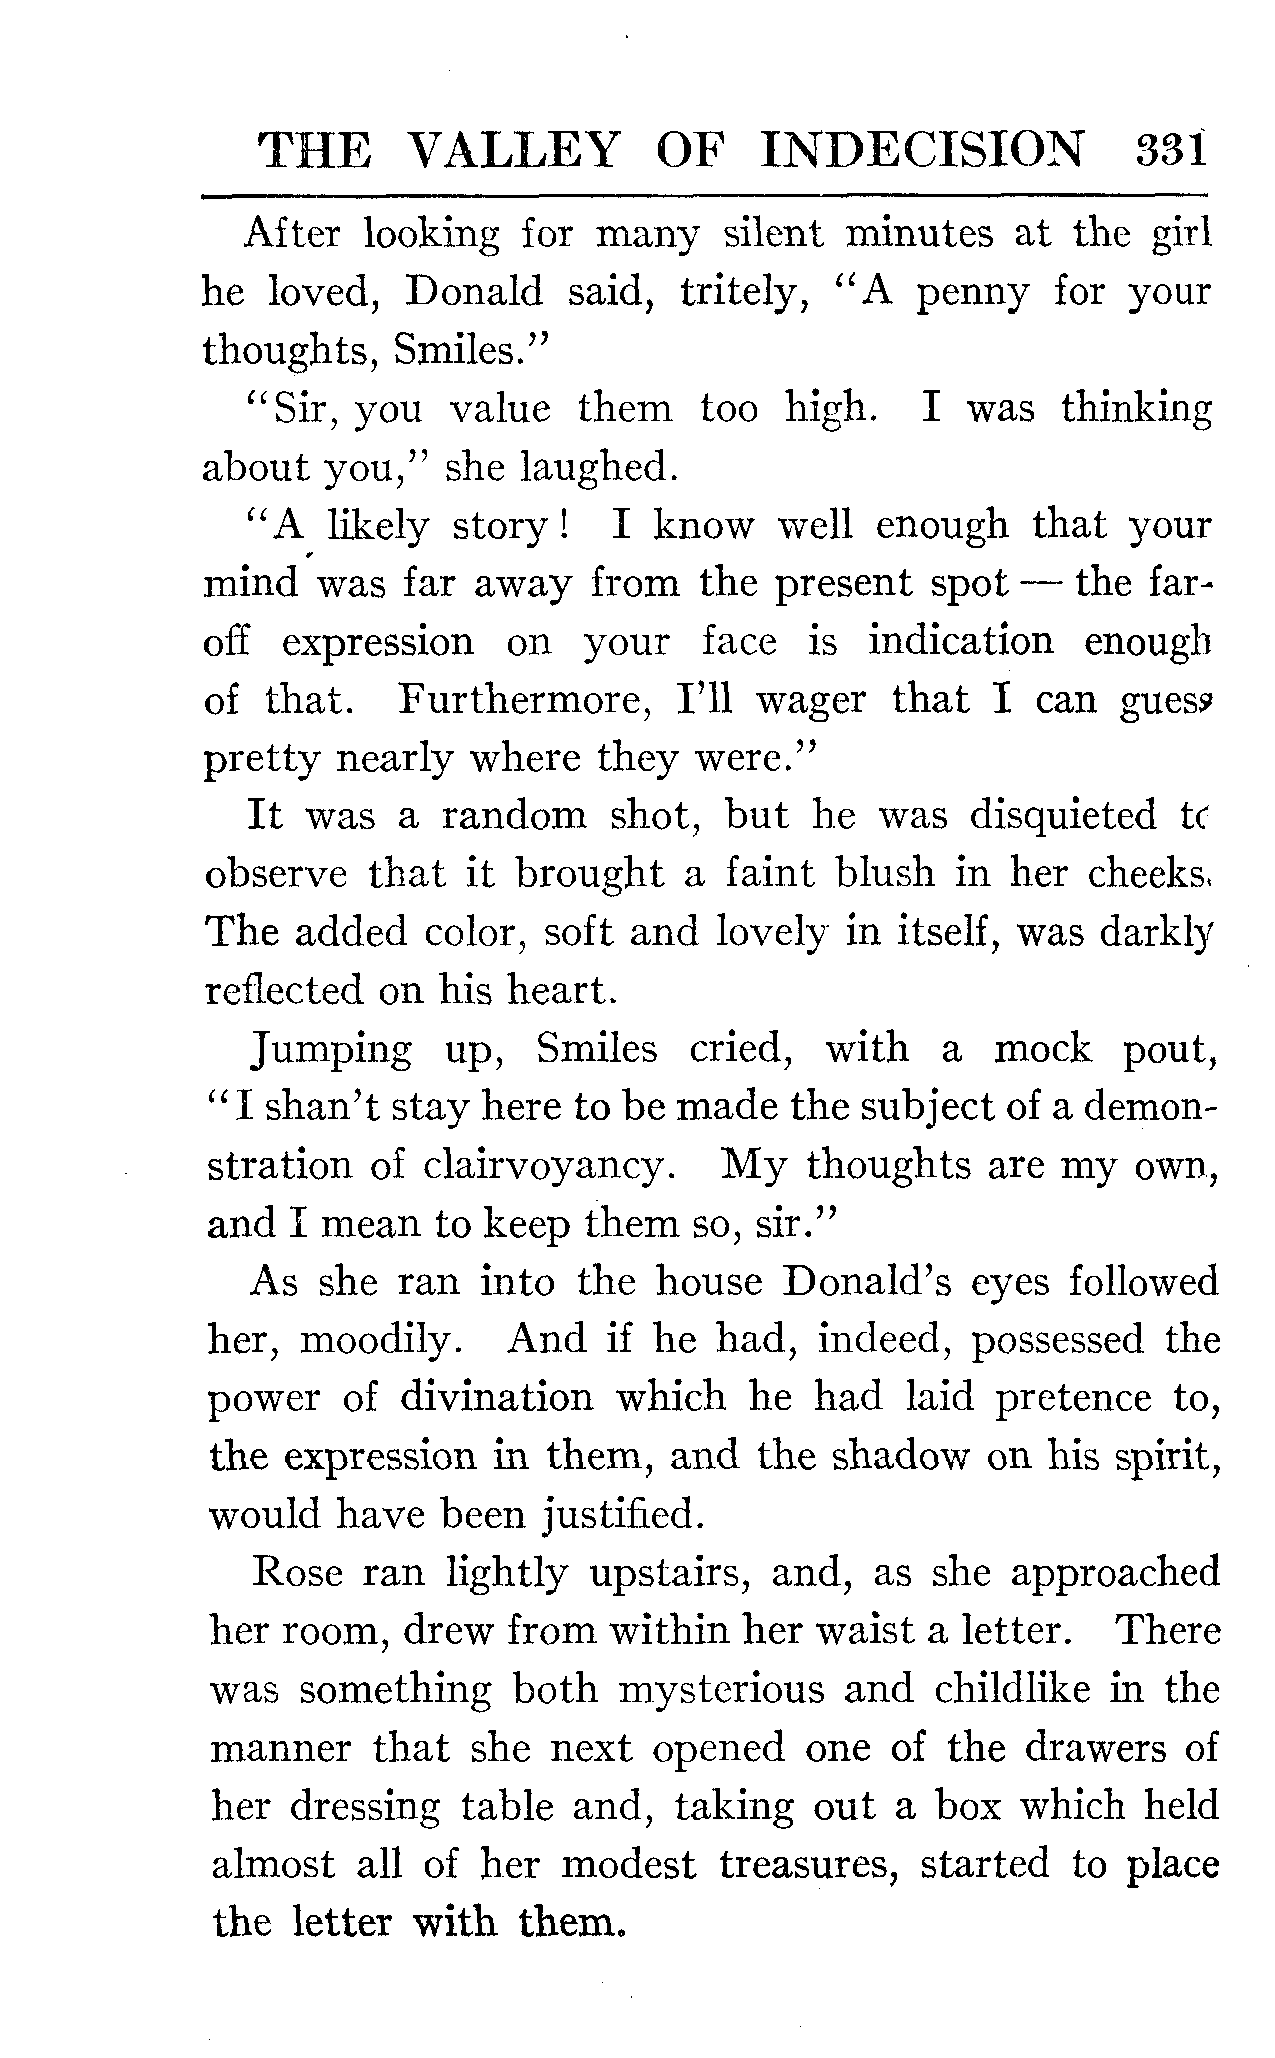 THE VALLEY OF INDECISION 331
After looking for many silent minutes at the girl
he loved, Donald said, tritely, “A penny for your
thoughts, Smiles.”
“Sir, you value them too high. I was thinking
about you,” she laughed.
“A likely story! I know well enough that your
mind was far away from the present spot — the far-
off expression on your face is indication enough
of that. Furthermore, I’ll wager that I can guess
pretty nearly where they were.”
It was a random shot, but he was disquieted to
observe that it brought a faint blush in her cheeks.
The added color, soft and lovely in itself, was darkly
reflected on his heart.
Jumping up, Smiles cried, with a mock pout,
“I shan’t stay here to be made the subject of a demon-
stration of clairvoyancy. My thoughts are my own,
and I mean to keep them so, sir.”
As she ran into the house Donald’s eyes followed
her, moodily. And if he had, indeed, possessed the
power of divination which he had laid pretence to,
the expression in them, and the shadow on his spirit,
would have been justified.
Rose ran lightly upstairs, and, as she approached
her room, drew from within her waist a letter. There
was something both mysterious and childlike in the
manner that she next opened one of the drawers of
her dressing table and, taking out a box which held
almost all of her modest treasures, started to place
the letter with them.